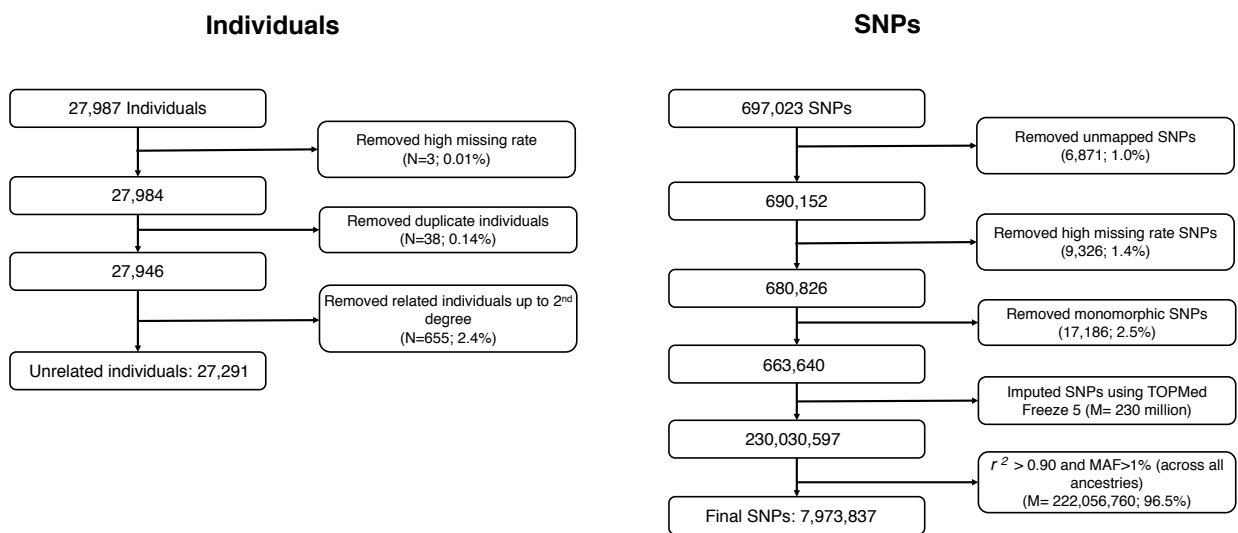 Individuals
27,987 Individuals
Removed high missing rate
(N=3; 0.01%)
27,984
Removed duplicate individuals
(N=38; 0.14%)
27,946
Removed related individuals up to 2nd
degree
(N=655; 2.4%)
Unrelated individuals: 27,291
SNPs
697,023 SNPs
Removed unmapped SNPs
(6,871; 1.0%)
690,152
Removed high missing rate SNPs
(9,326; 1.4%)
680,826
Removed monomorphic SNPs
(17,186; 2.5%)
663,640
Imputed SNPs using TOPMed
Freeze 5 (M= 230 million)
230,030,597
r 2 > 0.90 and MAF>1% (across all
ancestries)
(M= 222,056,760; 96.5%)
Final SNPs: 7,973,837